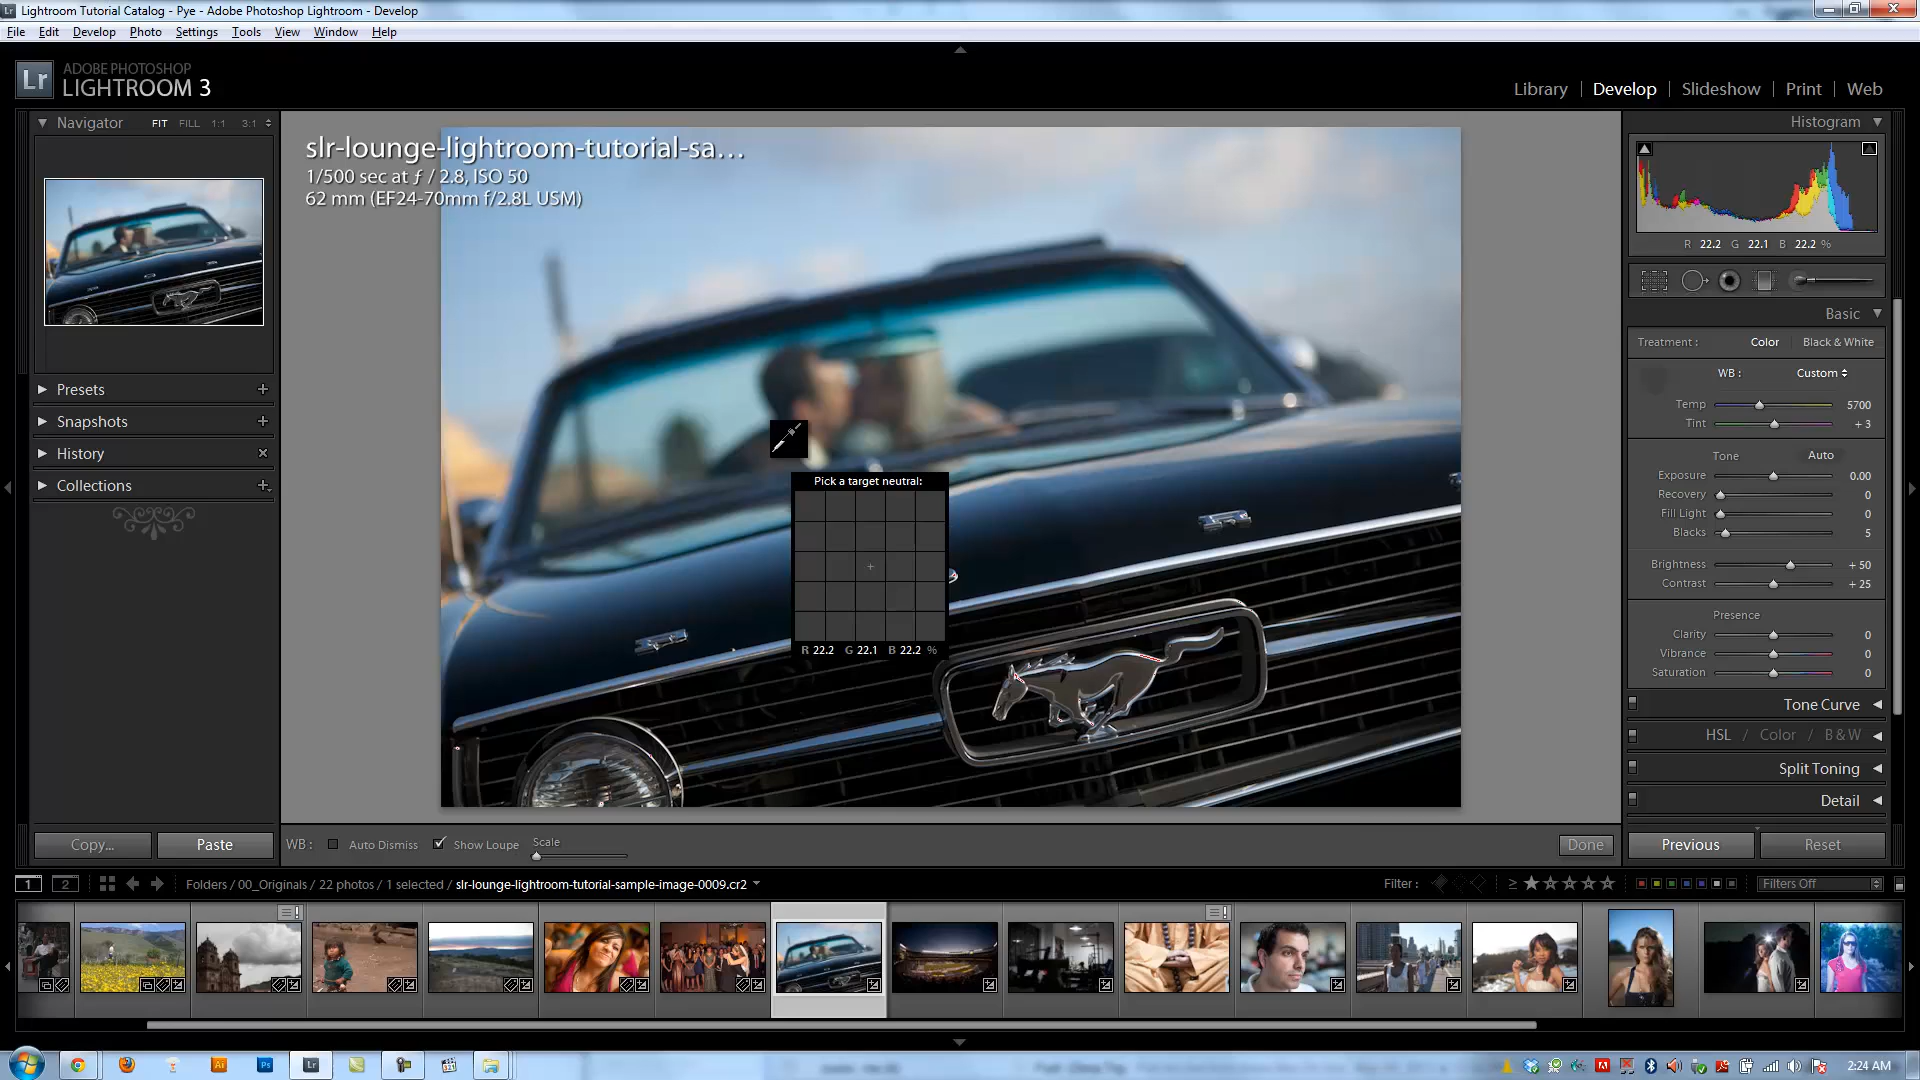 Lightroom Tutorial Catalog - Pye - Adobe Photoshop Lightroom - Develop
File Edit Develop Photo Settings Tools View Window Help
Lr ADOBE PHOTOSHOP
LIGHTROOM 3
Library | Develop | Slideshow | Print | Web
Navigator FIT FILL 1:1 3:1
Histogram
slr-lounge-lightroom-tutorial-sa...
1/500 sec at ƒ / 2.8, ISO 50
62 mm (EF24-70mm f/2.8L USM)
R 22.2 G 22.1 B 22.2 %
Basic
Treatment : Color Black & White
WB : Custom
Temp 5700
Tint + 3
Tone Auto
Exposure 0.00
Recovery 0
Fill Light 0
Blacks 5
Brightness + 50
Contrast + 25
Presence
Clarity 0
Vibrance 0
Saturation 0
Tone Curve
HSL / Color / B & W
Split Toning
Detail
Presets
Snapshots
History
Collections
Pick a target neutral:
R 22.2 G 22.1 B 22.2 %
Copy... Paste
WB : Auto Dismiss Show Loupe Scale
Done
Previous Reset
1 2 Folders / 00_Originals / 22 photos / 1 selected / slr-lounge-lightroom-tutorial-sample-image-0009.cr2
Filter : ≥ Filters Off
Ai Ps Lr
2:24 AM